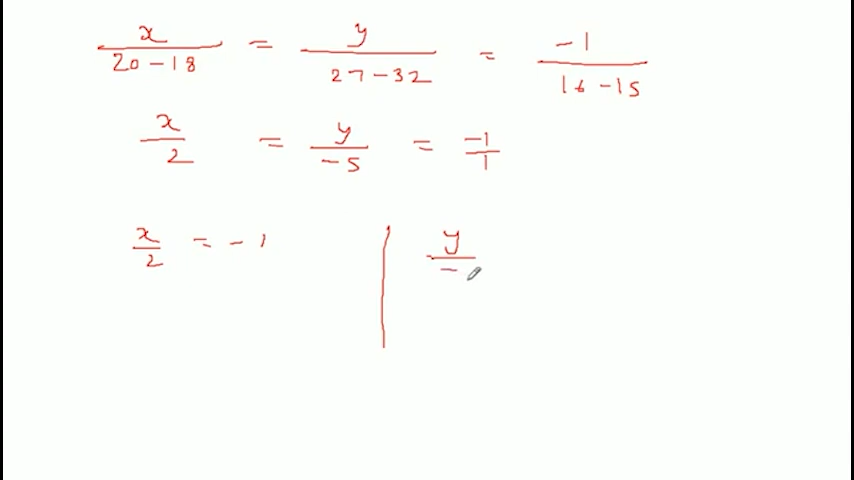 x/(20-18) = y/(27-32) = -1/(16-15)
x/2 = y/-5 = -1/1
x/2 = -1 | y/-